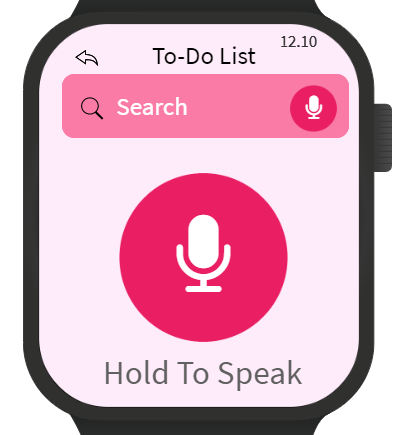 12.10
To-Do List
Search
Hold To Speak